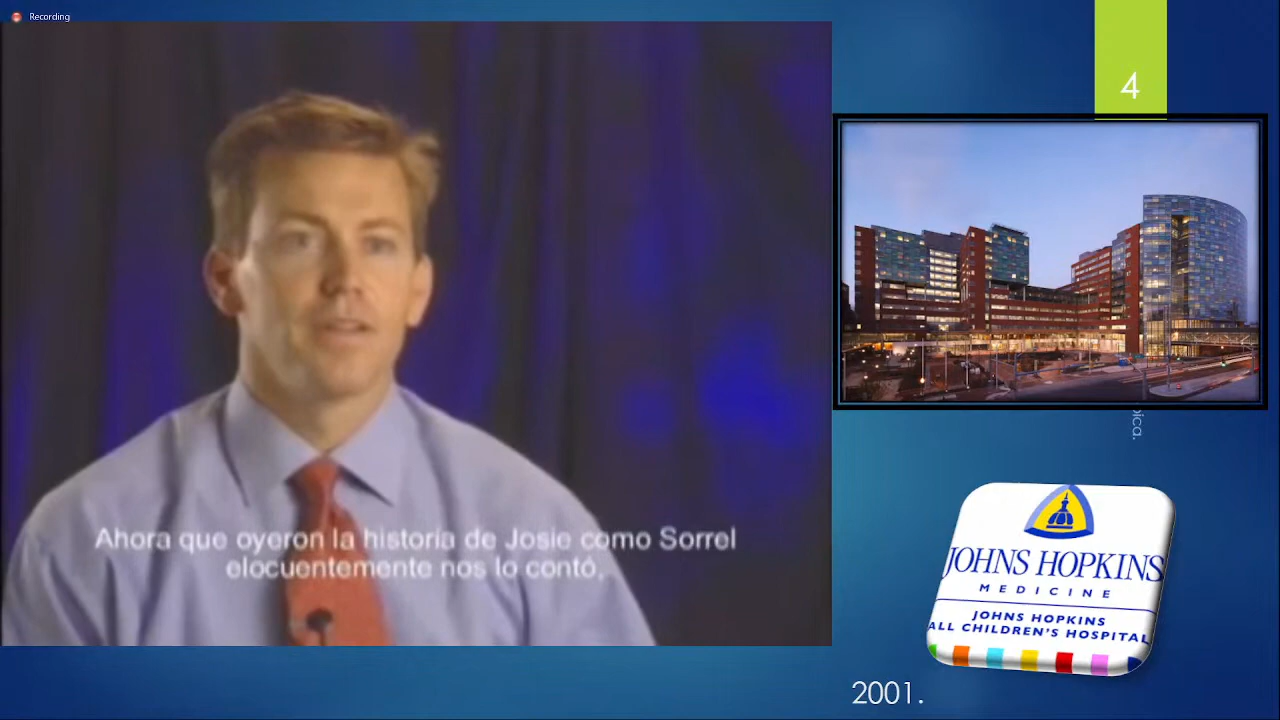 Recording
4
Ahora que oyeron la historia de Josie como Sorrel
elocuentemente nos lo contó,
JOHNS HOPKINS
MEDICINE
JOHNS HOPKINS
ALL CHILDREN'S HOSPITAL
2001.